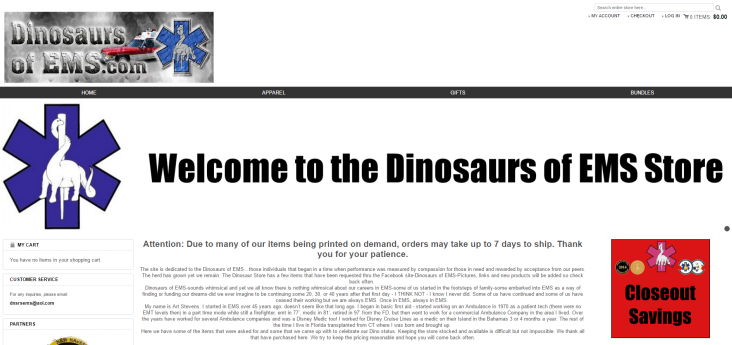 Search entire store here.
MY ACCOUNT CHECKOUT LOG IN 0 ITEMS: $0.00
Dinosaurs
of EMS.com
HOME APPAREL GIFTS BUNDLES
Welcome to the Dinosaurs of EMS Store
MY CART
You have no items in your shopping cart.
CUSTOMER SERVICE
For any inquiries, please email
PARTNERS
Attention: Due to many of our items being printed on demand, orders may take up to 7 days to ship. Thank
you for your patience.
The site is dedicated to the Dinosaurs of EMS... those individuals that began in a time when performance was measured by compassion for those in need and rewarded by acceptance from our peers
The herd has grown yet we remain. The Dinosaur Store has a few items that have been requested thru the Facebook site-Dinosaurs of EMS-Pictures, links and new products will be added so check
back often.
Dinosaurs of EMS-sounds whimsical and yet we all know there is nothing whimsical about our careers in EMS-some of us started in the footsteps of family-some embarked into EMS as a way of
finding or funding our dreams-did we ever imagine to be continuing some 20, 30, or 40 years after that first day - I THINK NOT - I know I never did. Some of us have continued and some of us have
ceased their working but we are always EMS. Once in EMS, always in EMS.
My name is Art Stevens. I started in EMS over 45 years ago, doesn't seem like that long ago. I began in basic first aid - started working on an Ambulance in 1970 as a patient tech (there were no
EMT levels then) in a part time mode while still a firefighter, emt in 77', medic in 81', retired in 97' from the FD, but then went to work for a commercial Ambulance Company in the area I lived. Over
the years have worked for several Ambulance companies and was a Disney Medic too! I worked for Disney Cruise Lines as a medic on their Island in the Bahamas 3 or 4 months a year. The rest of
the time I live in Florida transplanted from CT where I was born and brought up.
Here we have some of the items that were asked for and some that we came up with to celebrate our Dino status. Keeping the store stocked and available is difficult but not impossible. We thank all
that have purchased here. We try to keep the pricing reasonable and hope you will come back often.
Closeout
Savings